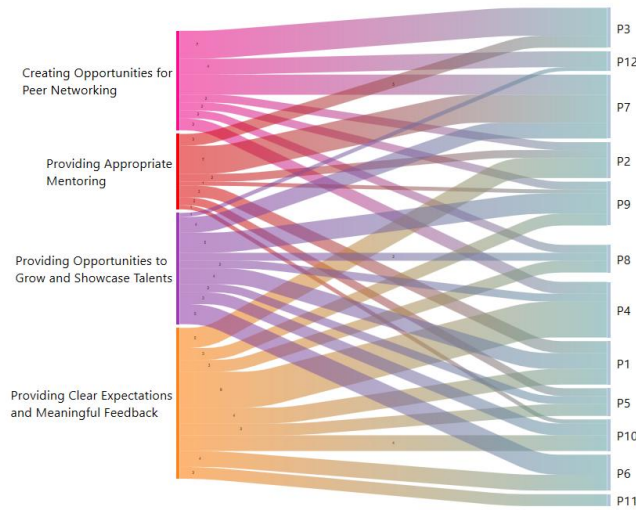 Creating Opportunities for
Peer Networking
Providing Appropriate
Mentoring
Providing Opportunities to
Grow and Showcase Talents
Providing Clear Expectations
and Meaningful Feedback
P3
P12
P7
P2
P9
P8
P4
P1
P5
P10
P6
P11